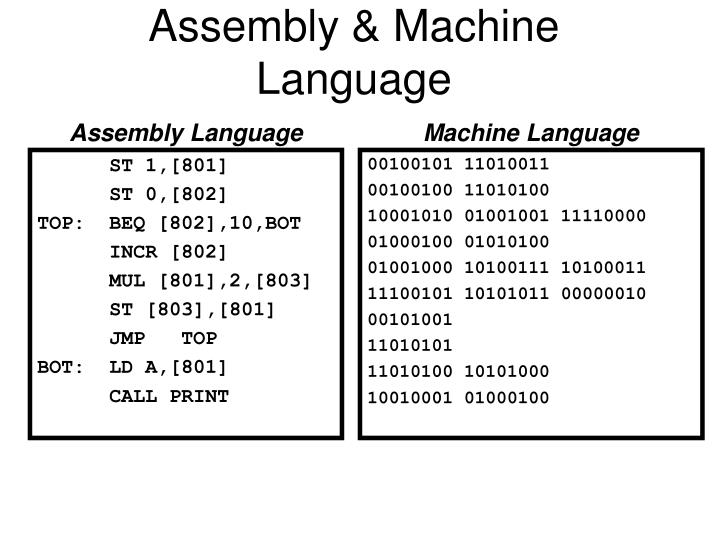 Assembly & Machine
Language
Assembly Language
ST 1,[801]
ST 0,[802]
TOP: BEQ [802],10,BOT
INCR [802]
MUL [801],2,[803]
ST [803],[801]
JMP TOP
BOT: LD A,[801]
CALL PRINT
Machine Language
00100101 11010011
00100100 11010100
10001010 01001001 11110000
01000100 01010100
01001000 10100111 10100011
11100101 10101011 00000010
00101001
11010101
11010100 10101000
10010001 01000100